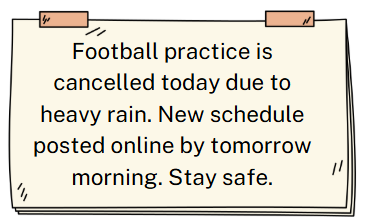 Football practice is
cancelled today due to
heavy rain. New schedule
posted online by tomorrow
morning. Stay safe.